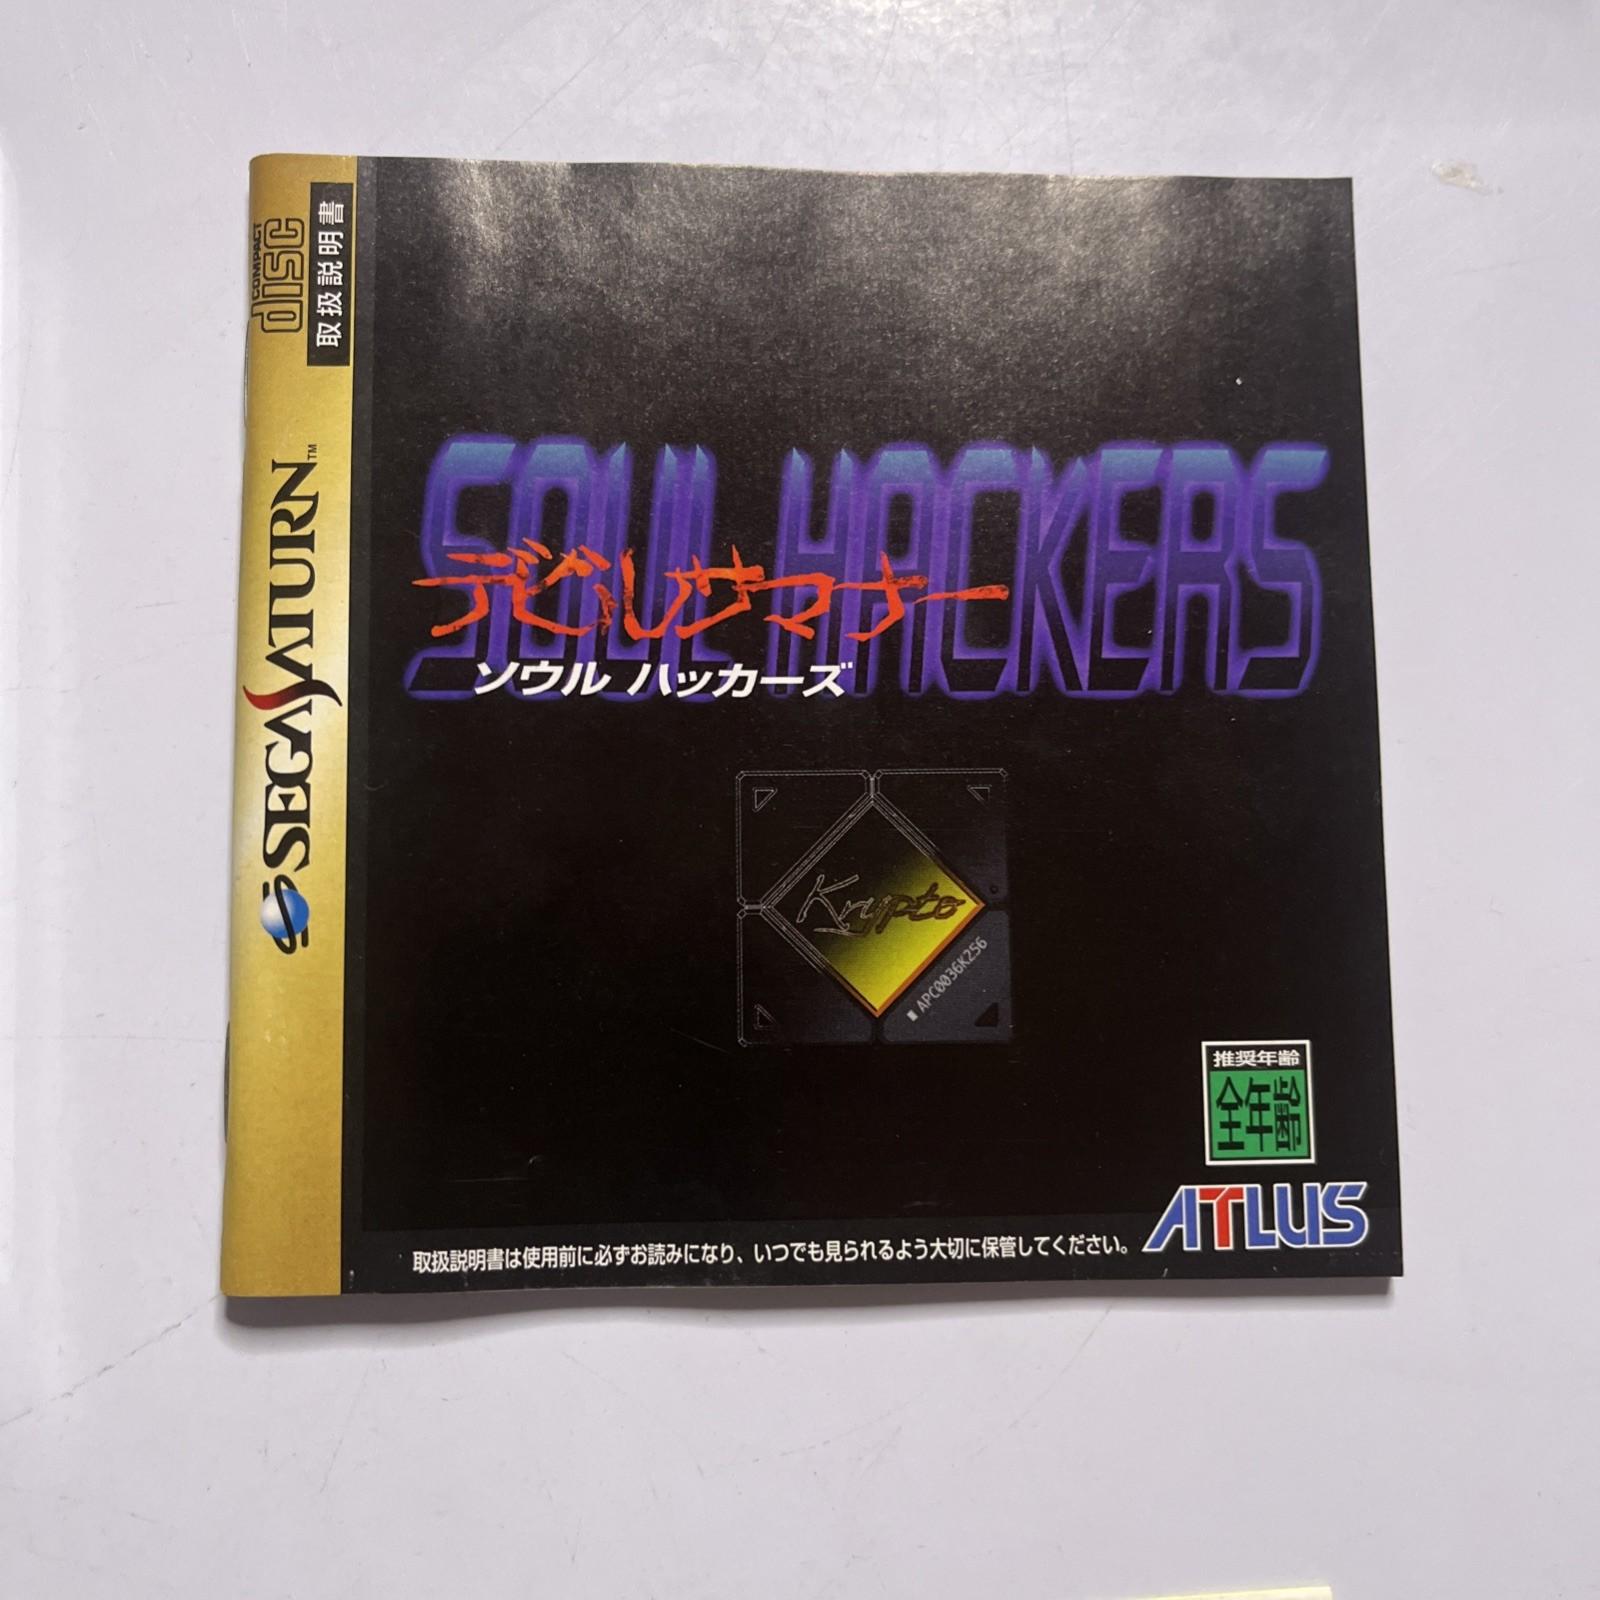 COMPACT
disc
取扱説明書
SEGA SATURN™
SOUL HACKERS
デビルサマナー
ソウル ハッカーズ
Krypto
■ APC0036K256
推奨年齢
全年齢
ATLUS
取扱説明書は使用前に必ずお読みになり、いつでも見られるよう大切に保管してください。